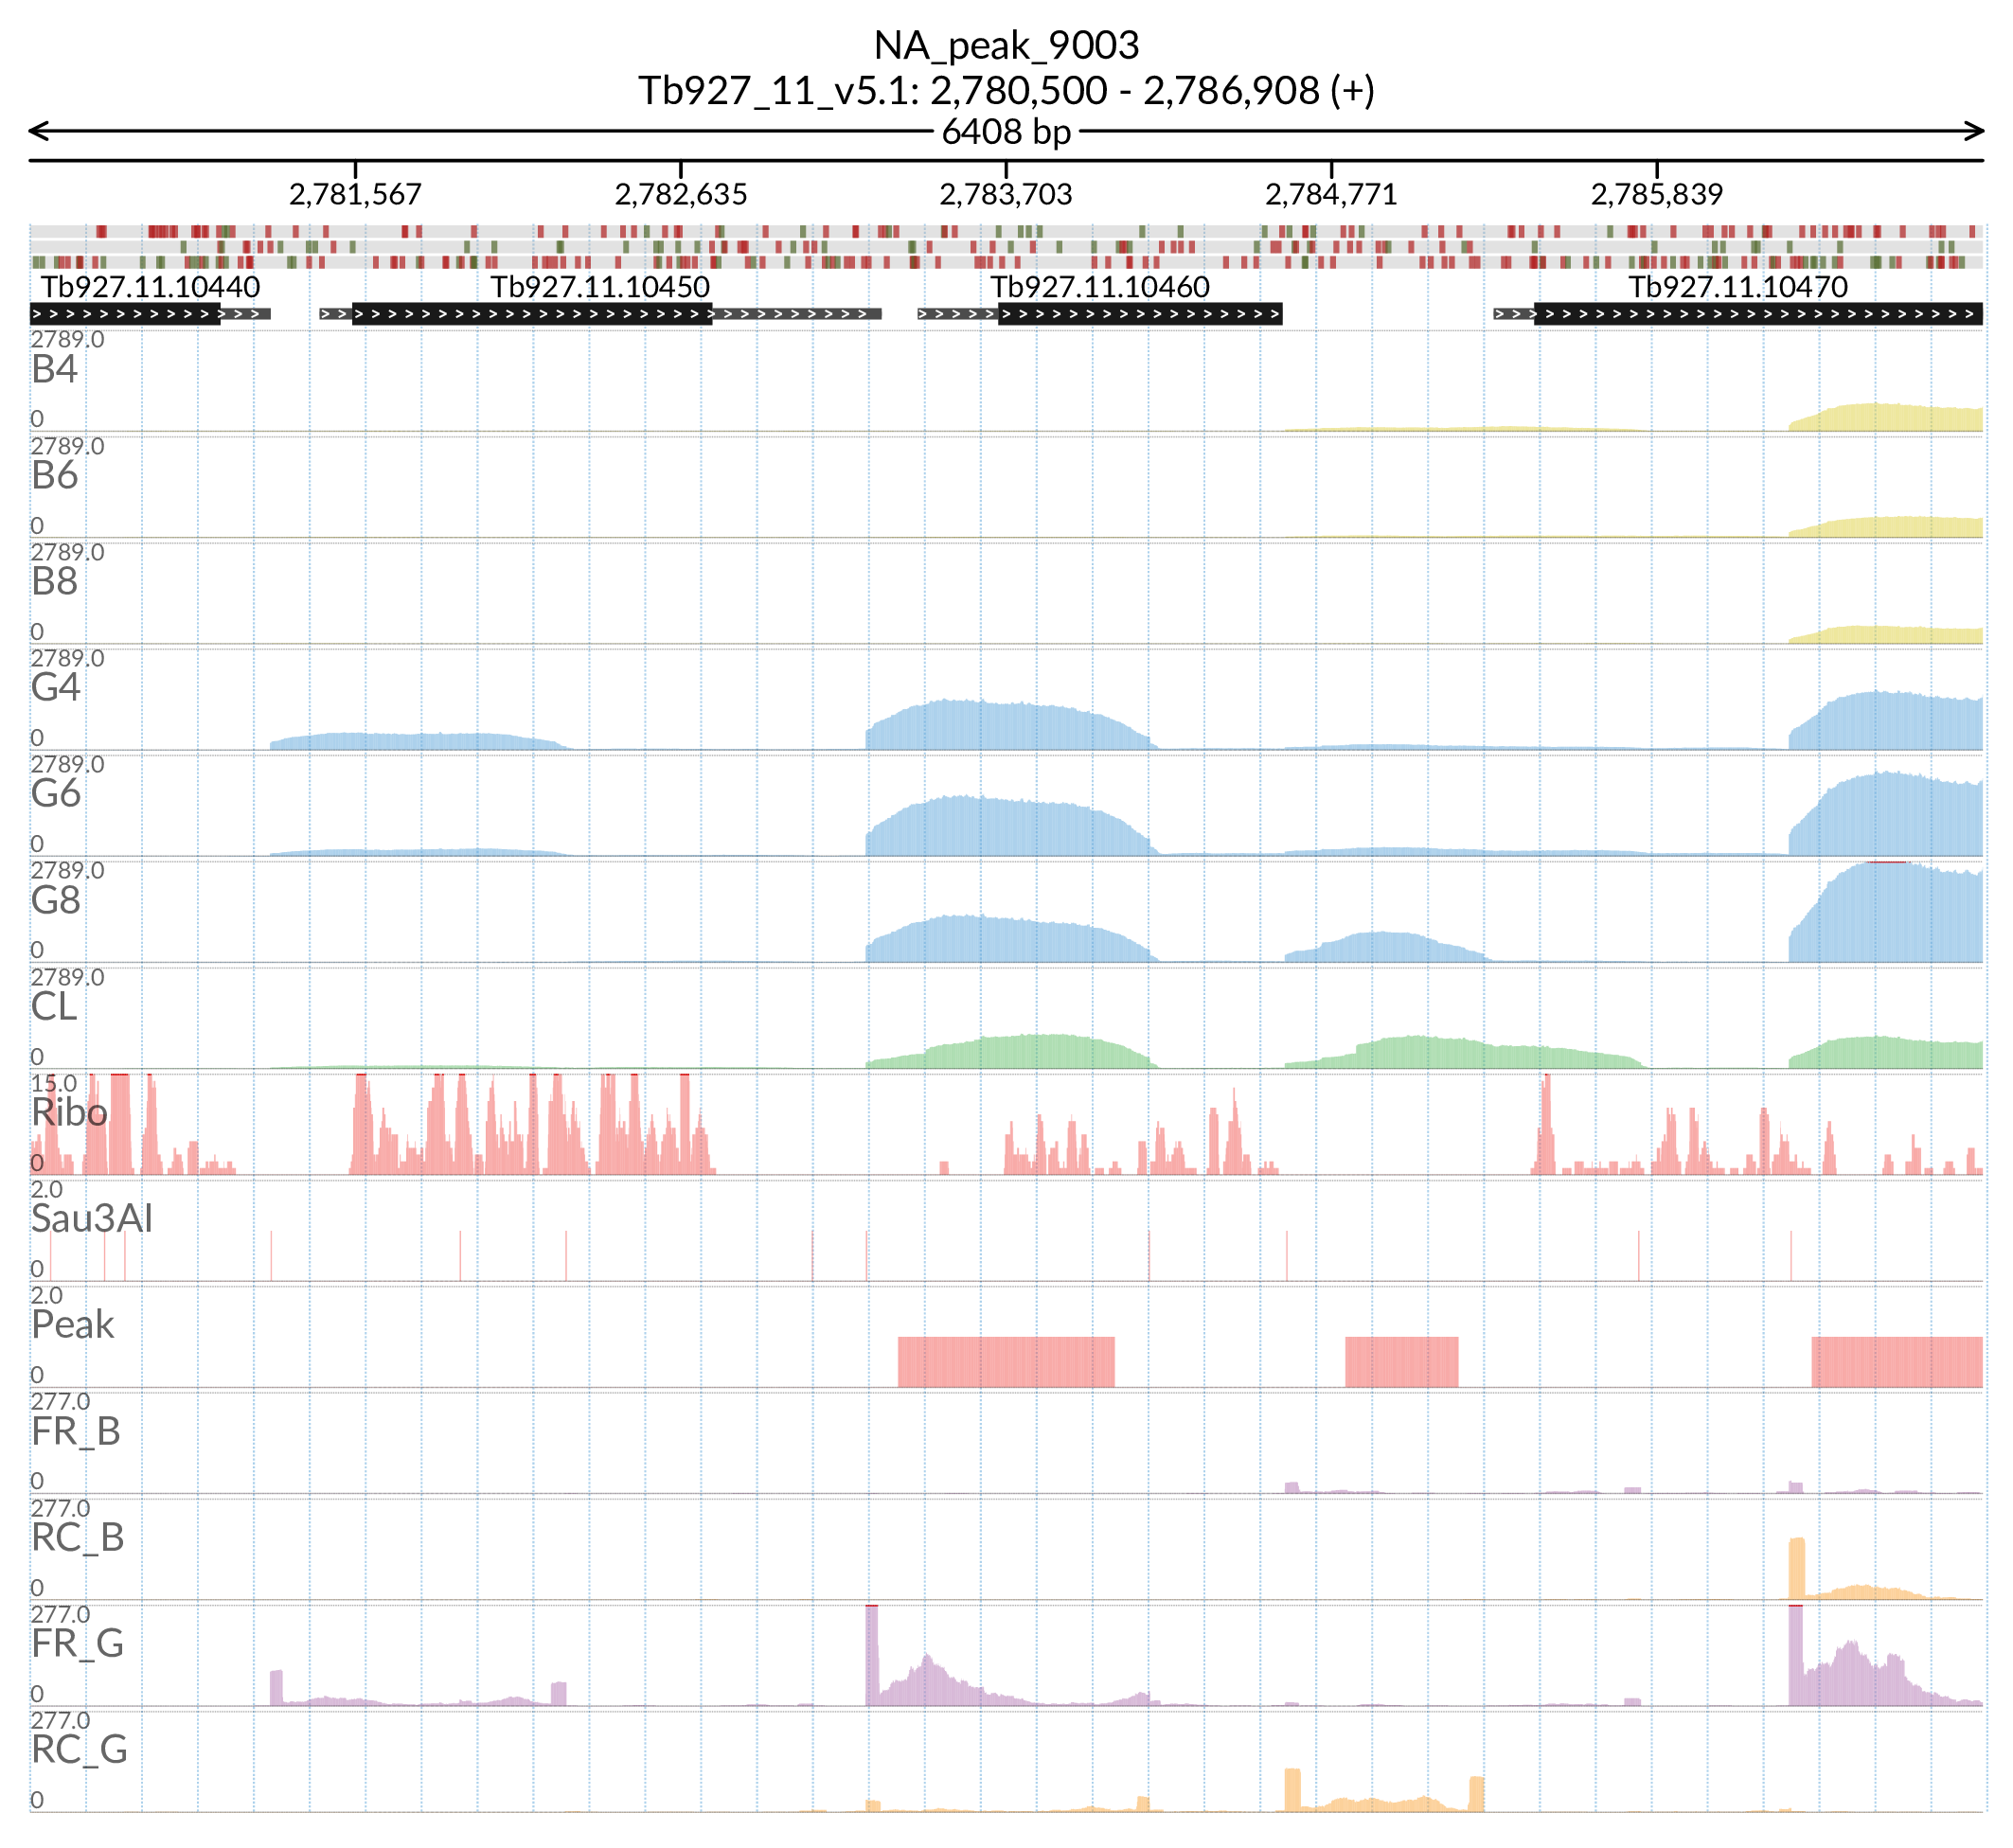 NA_peak_9003
Tb927_11_v5.1: 2,780,500 - 2,786,908 (+)
6408 bp
2,781,567 2,782,635 2,783,703 2,784,771 2,785,839
Tb927.11.10440 Tb927.11.10450 Tb927.11.10460 Tb927.11.10470
2789.0
B4
0
2789.0
B6
0
2789.0
B8
0
2789.0
G4
0
2789.0
G6
0
2789.0
G8
0
2789.0
CL
0
15.0
Ribo
0
2.0
Sau3AI
0
2.0
Peak
0
277.0
FR_B
0
277.0
RC_B
0
277.0
FR_G
0
277.0
RC_G
0